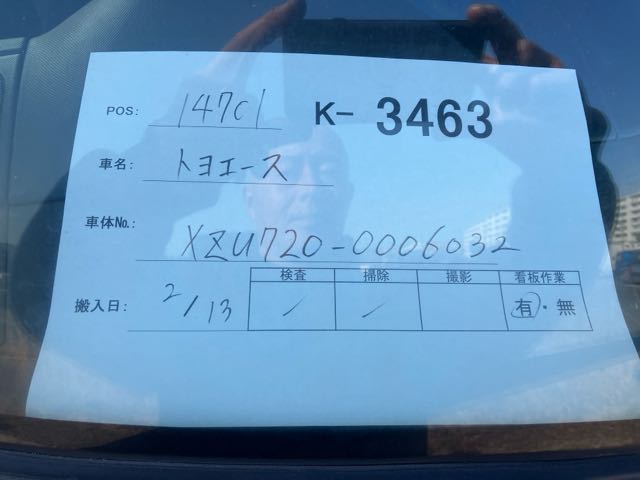 POS: 147C1 K- 3463
車名: トヨエース
車体No.: XZU720-0006032
検査 掃除 撮影 看板作業
搬入日: 2/13 ✓ ✓ 有・無